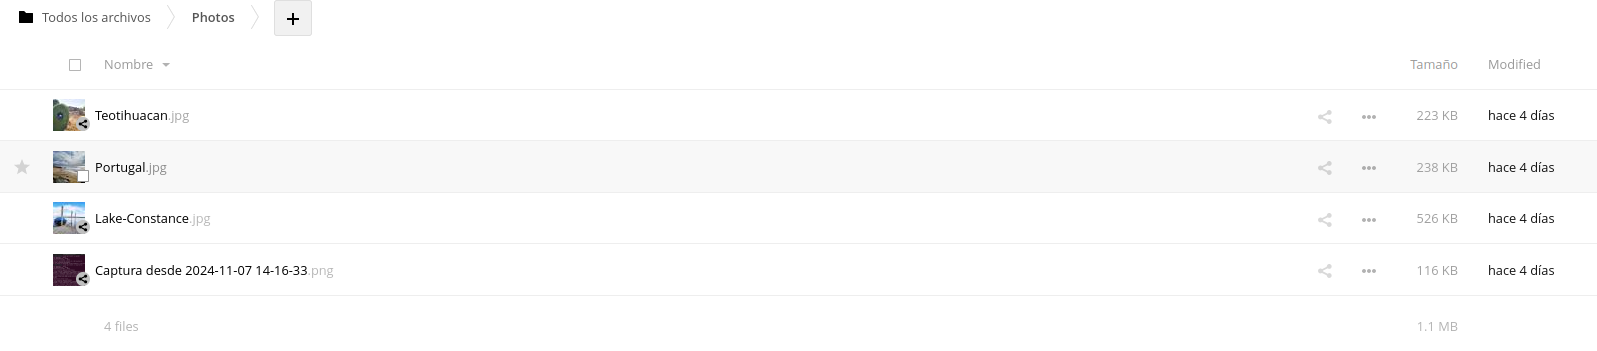 Todos los archivos Photos +
Nombre Tamaño Modified
Teotihuacan.jpg 223 KB hace 4 días
Portugal.jpg 238 KB hace 4 días
Lake-Constance.jpg 526 KB hace 4 días
Captura desde 2024-11-07 14-16-33.png 116 KB hace 4 días
4 files 1.1 MB